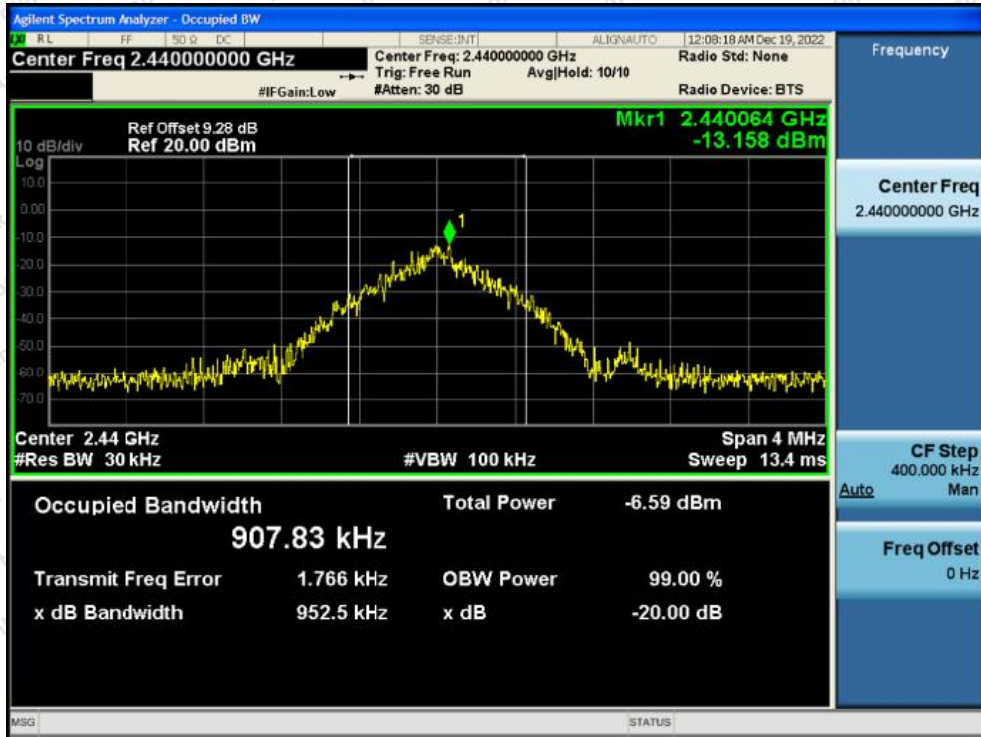 Agilent Spectrum Analyzer - Occupied BW
LXI RL FF 50 Ω DC SENSE:INT ALIGNAUTO 12:08:18 AM Dec 19, 2022
Center Freq 2.440000000 GHz
Center Freq: 2.440000000 GHz
Radio Std: None
Trig: Free Run Avg|Hold: 10/10
#IFGain:Low
#Atten: 30 dB
Radio Device: BTS
Mkr1 2.440064 GHz
-13.158 dBm
Ref Offset 9.28 dB
10 dB/div Ref 20.00 dBm
Log
10.0
0.00
-10.0
-20.0
-30.0
-40.0
-50.0
-60.0
-70.0
1
Center 2.44 GHz Span 4 MHz
#Res BW 30 kHz #VBW 100 kHz Sweep 13.4 ms
Occupied Bandwidth Total Power -6.59 dBm
907.83 kHz
Transmit Freq Error 1.766 kHz OBW Power 99.00 %
x dB Bandwidth 952.5 kHz x dB -20.00 dB
MSG STATUS
Frequency
Center Freq
2.440000000 GHz
CF Step
400.000 kHz
Auto Man
Freq Offset
0 Hz